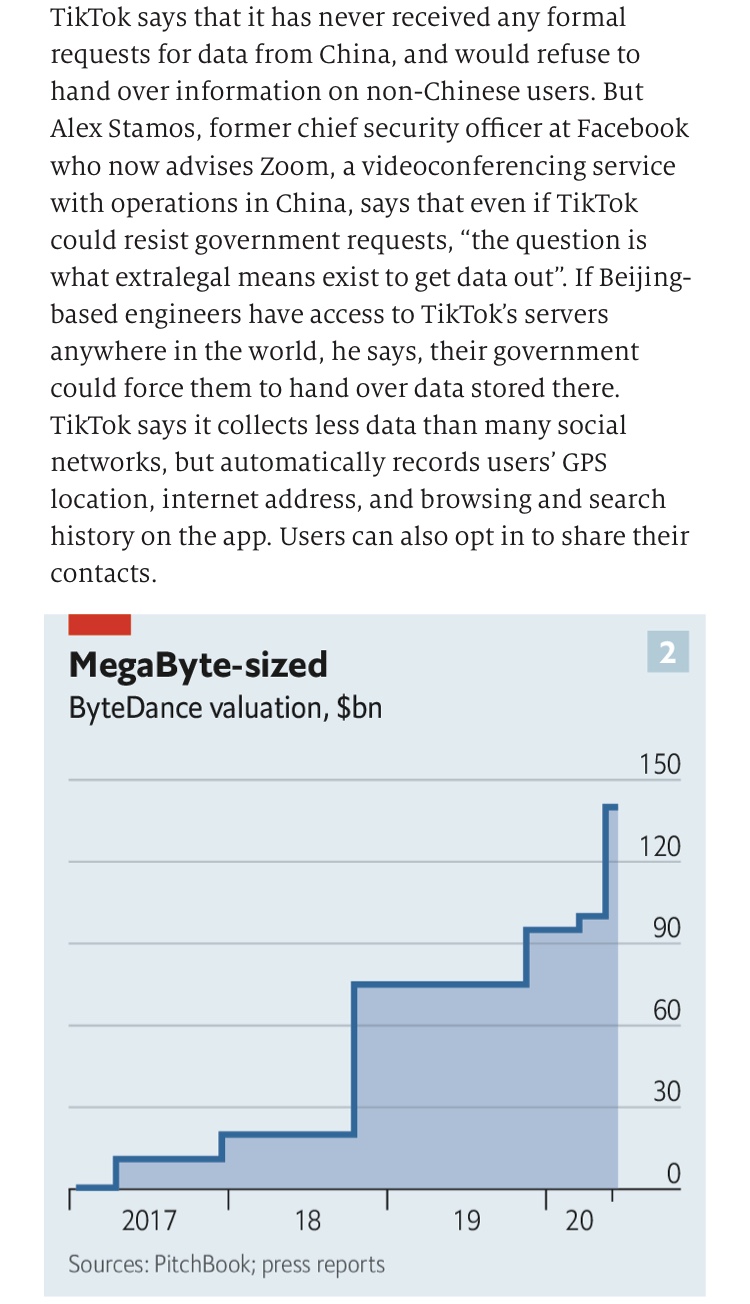 TikTok says that it has never received any formal
requests for data from China, and would refuse to
hand over information on non-Chinese users. But
Alex Stamos, former chief security officer at Facebook
who now advises Zoom, a videoconferencing service
with operations in China, says that even if TikTok
could resist government requests, “the question is
what extralegal means exist to get data out”. If Beijing-
based engineers have access to TikTok’s servers
anywhere in the world, he says, their government
could force them to hand over data stored there.
TikTok says it collects less data than many social
networks, but automatically records users’ GPS
location, internet address, and browsing and search
history on the app. Users can also opt in to share their
contacts.
MegaByte-sized
2
ByteDance valuation, $bn
150
120
90
60
30
0
2017 18 19 20
Sources: PitchBook; press reports